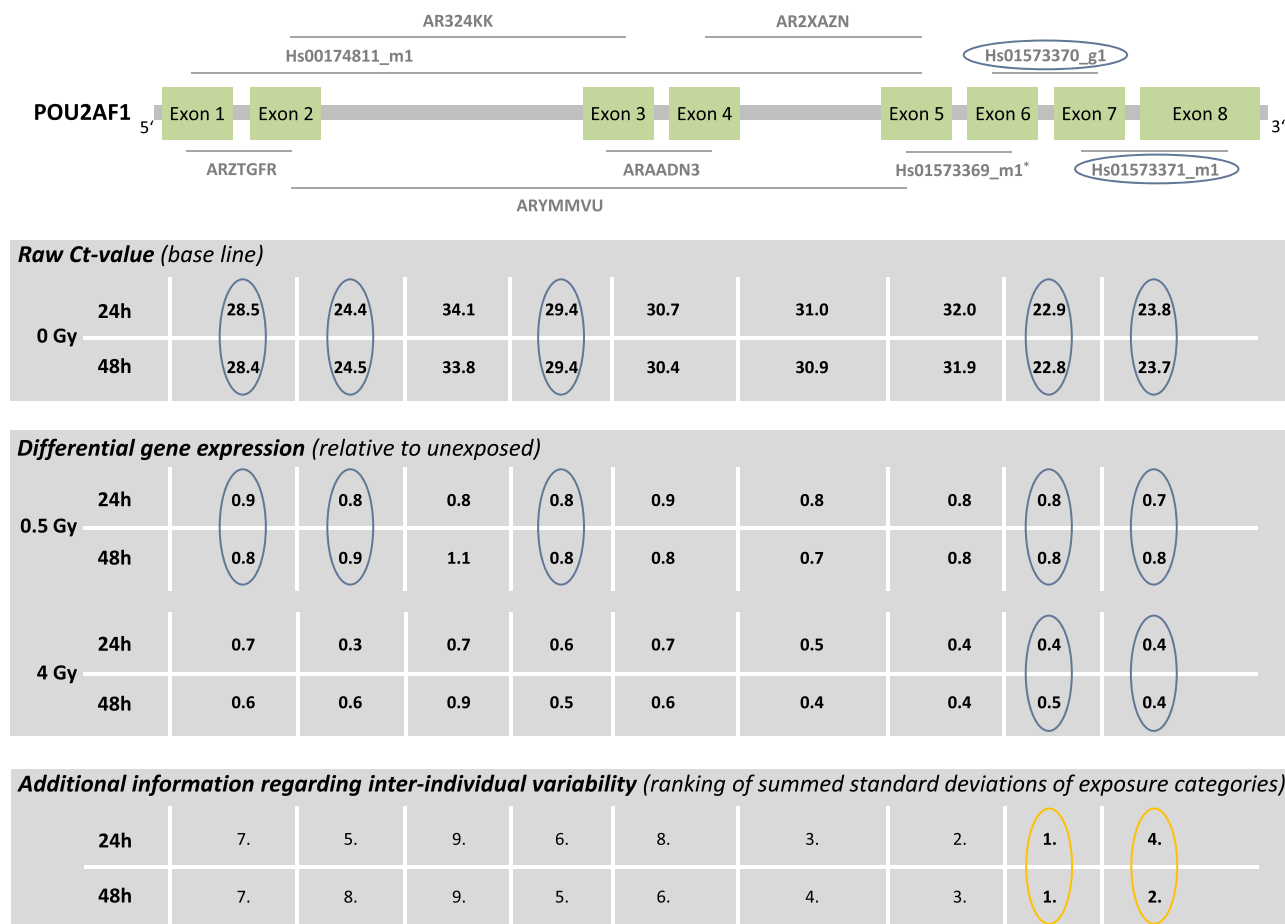 AR324KK AR2XAZN
Hs00174811_m1 Hs01573370_g1
POU2AF1 5‘ Exon 1 Exon 2 Exon 3 Exon 4 Exon 5 Exon 6 Exon 7 Exon 8 3‘
ARZTGFR ARAADN3 Hs01573369_m1* Hs01573371_m1
ARYMMVU
Raw Ct-value (base line)
24h 28.5 24.4 34.1 29.4 30.7 31.0 32.0 22.9 23.8
0 Gy
48h 28.4 24.5 33.8 29.4 30.4 30.9 31.9 22.8 23.7
Differential gene expression (relative to unexposed)
24h 0.9 0.8 0.8 0.8 0.9 0.8 0.8 0.8 0.7
0.5 Gy
48h 0.8 0.9 1.1 0.8 0.8 0.7 0.8 0.8 0.8
24h 0.7 0.3 0.7 0.6 0.7 0.5 0.4 0.4 0.4
4 Gy
48h 0.6 0.6 0.9 0.5 0.6 0.4 0.4 0.5 0.4
Additional information regarding inter-individual variability (ranking of summed standard deviations of exposure categories)
24h 7. 5. 9. 6. 8. 3. 2. 1. 4.
48h 7. 8. 9. 5. 6. 4. 3. 1. 2.